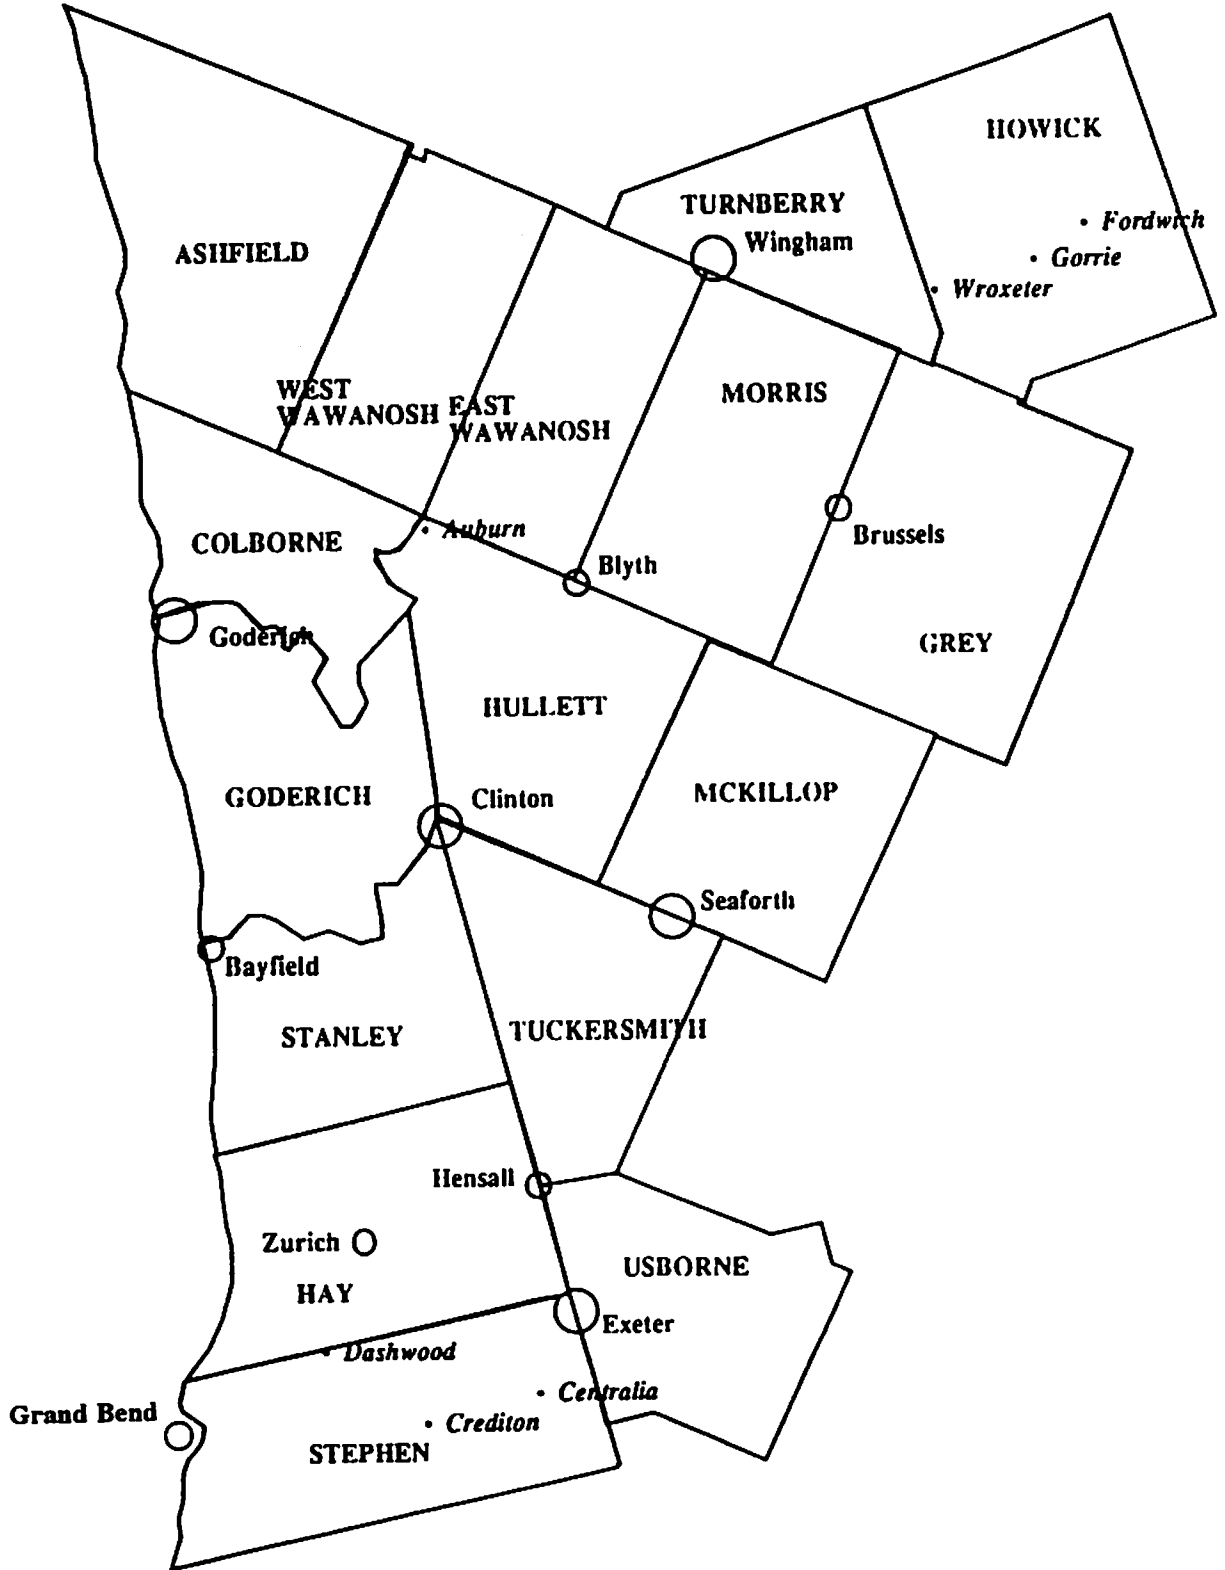 HOWICK
TURNBERRY
Fordwich
Wingham
ASHFIELD
Gorrie
Wroxeter
WEST
WAWANOSH
EAST
WAWANOSH
MORRIS
Auburn
COLBORNE
Brussels
Blyth
Goderich
GREY
HULLETT
GODERICH
Clinton
MCKILLOP
Seaforth
Bayfield
STANLEY
TUCKERSMITH
Hensall
Zurich
USBORNE
HAY
Exeter
Dashwood
Centralia
Grand Bend
Crediton
STEPHEN